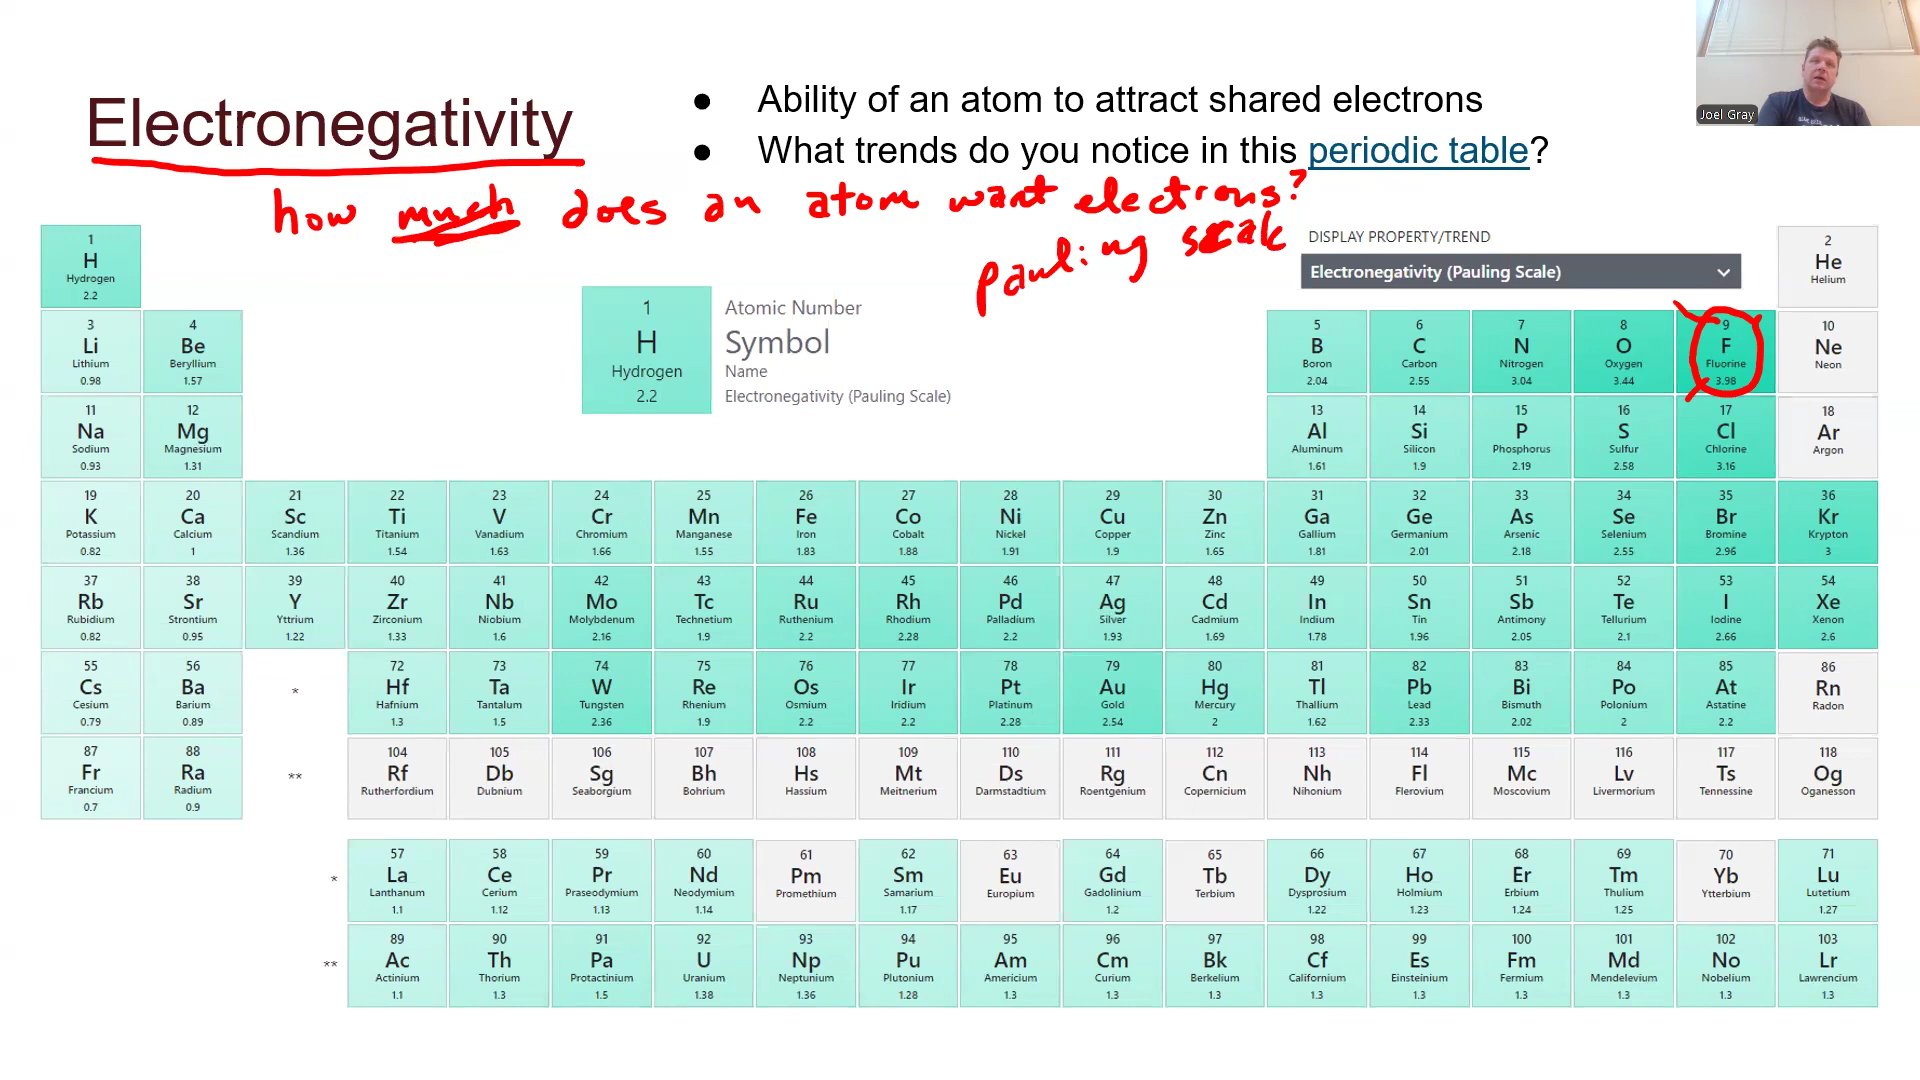 Electronegativity
● Ability of an atom to attract shared electrons
● What trends do you notice in this periodic table?
Joel Gray
how much does an atom want electrons?
pauling scale
DISPLAY PROPERTY/TREND
Electronegativity (Pauling Scale)
1 H Hydrogen 2.2
2 He Helium
1 H Hydrogen 2.2
Atomic Number
Symbol
Name
Electronegativity (Pauling Scale)
3 Li Lithium 0.98
4 Be Beryllium 1.57
5 B Boron 2.04
6 C Carbon 2.55
7 N Nitrogen 3.04
8 O Oxygen 3.44
9 F Fluorine 3.98
10 Ne Neon
11 Na Sodium 0.93
12 Mg Magnesium 1.31
13 Al Aluminum 1.61
14 Si Silicon 1.9
15 P Phosphorus 2.19
16 S Sulfur 2.58
17 Cl Chlorine 3.16
18 Ar Argon
19 K Potassium 0.82
20 Ca Calcium 1
21 Sc Scandium 1.36
22 Ti Titanium 1.54
23 V Vanadium 1.63
24 Cr Chromium 1.66
25 Mn Manganese 1.55
26 Fe Iron 1.83
27 Co Cobalt 1.88
28 Ni Nickel 1.91
29 Cu Copper 1.9
30 Zn Zinc 1.65
31 Ga Gallium 1.81
32 Ge Germanium 2.01
33 As Arsenic 2.18
34 Se Selenium 2.55
35 Br Bromine 2.96
36 Kr Krypton 3
37 Rb Rubidium 0.82
38 Sr Strontium 0.95
39 Y Yttrium 1.22
40 Zr Zirconium 1.33
41 Nb Niobium 1.6
42 Mo Molybdenum 2.16
43 Tc Technetium 1.9
44 Ru Ruthenium 2.2
45 Rh Rhodium 2.28
46 Pd Palladium 2.2
47 Ag Silver 1.93
48 Cd Cadmium 1.69
49 In Indium 1.78
50 Sn Tin 1.96
51 Sb Antimony 2.05
52 Te Tellurium 2.1
53 I Iodine 2.66
54 Xe Xenon 2.6
55 Cs Cesium 0.79
56 Ba Barium 0.89
*
72 Hf Hafnium 1.3
73 Ta Tantalum 1.5
74 W Tungsten 2.36
75 Re Rhenium 1.9
76 Os Osmium 2.2
77 Ir Iridium 2.2
78 Pt Platinum 2.28
79 Au Gold 2.54
80 Hg Mercury 2
81 Tl Thallium 1.62
82 Pb Lead 2.33
83 Bi Bismuth 2.02
84 Po Polonium 2
85 At Astatine 2.2
86 Rn Radon
87 Fr Francium 0.7
88 Ra Radium 0.9
**
104 Rf Rutherfordium
105 Db Dubnium
106 Sg Seaborgium
107 Bh Bohrium
108 Hs Hassium
109 Mt Meitnerium
110 Ds Darmstadtium
111 Rg Roentgenium
112 Cn Copernicium
113 Nh Nihonium
114 Fl Flerovium
115 Mc Moscovium
116 Lv Livermorium
117 Ts Tennessine
118 Og Oganesson
*
57 La Lanthanum 1.1
58 Ce Cerium 1.12
59 Pr Praseodymium 1.13
60 Nd Neodymium 1.14
61 Pm Promethium
62 Sm Samarium 1.17
63 Eu Europium
64 Gd Gadolinium 1.2
65 Tb Terbium
66 Dy Dysprosium 1.22
67 Ho Holmium 1.23
68 Er Erbium 1.24
69 Tm Thulium 1.25
70 Yb Ytterbium
71 Lu Lutetium 1.27
**
89 Ac Actinium 1.1
90 Th Thorium 1.3
91 Pa Protactinium 1.5
92 U Uranium 1.38
93 Np Neptunium 1.36
94 Pu Plutonium 1.28
95 Am Americium 1.3
96 Cm Curium 1.3
97 Bk Berkelium 1.3
98 Cf Californium 1.3
99 Es Einsteinium 1.3
100 Fm Fermium 1.3
101 Md Mendelevium 1.3
102 No Nobelium 1.3
103 Lr Lawrencium 1.3